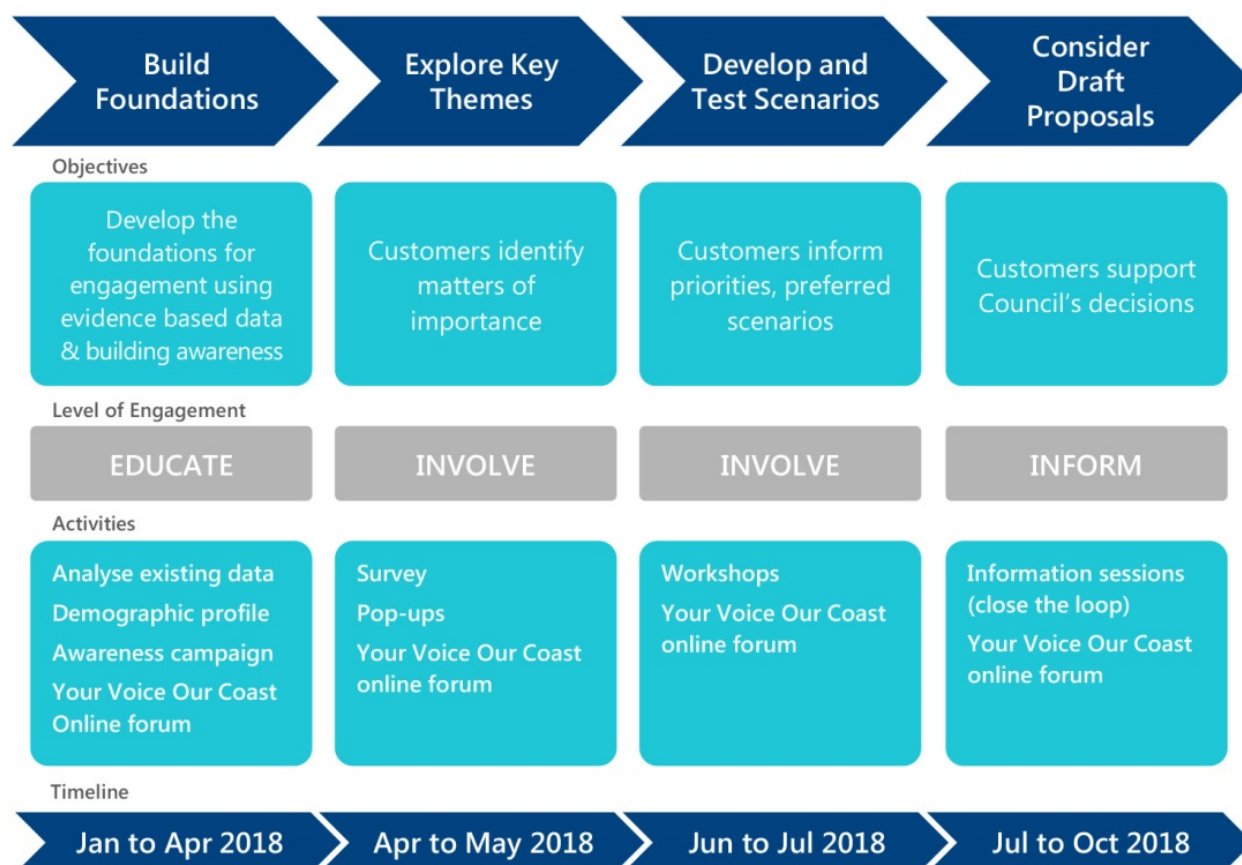 Build
Foundations
Explore Key
Themes
Develop and
Test Scenarios
Consider
Draft
Proposals
Objectives
Develop the
foundations for
engagement using
evidence based data
& building awareness
Customers identify
matters of
importance
Customers inform
priorities, preferred
scenarios
Customers support
Council's decisions
Level of Engagement
EDUCATE
INVOLVE
INVOLVE
INFORM
Activities
Analyse existing data
Demographic profile
Awareness campaign
Your Voice Our Coast
Online forum
Survey
Pop-ups
Your Voice Our Coast
online forum
Workshops
Your Voice Our Coast
online forum
Information sessions
(close the loop)
Your Voice Our Coast
online forum
Timeline
Jan to Apr 2018
Apr to May 2018
Jun to Jul 2018
Jul to Oct 2018